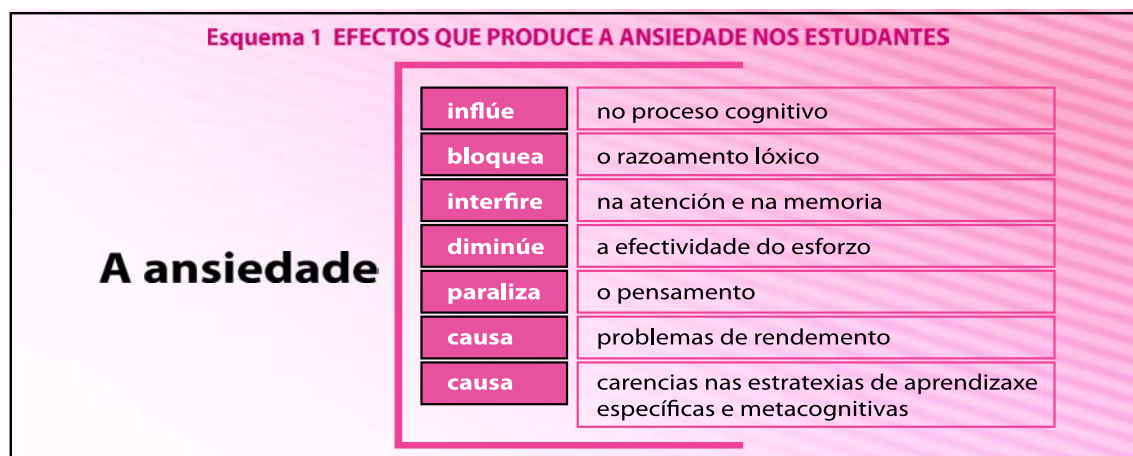 Esquema 1 EFECTOS QUE PRODUCE A ANSIEDADE NOS ESTUDANTES
A ansiedade
inflúe no proceso cognitivo
bloquea o razoamento lóxico
interfire na atención e na memoria
diminúe a efectividade do esforzo
paraliza o pensamento
causa problemas de rendemento
causa carencias nas estratexias de aprendizaxe
específicas e metacognitivas